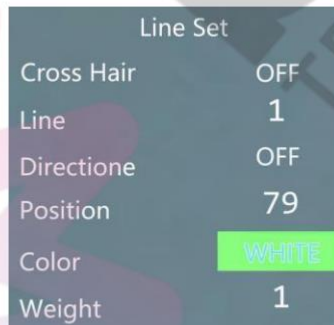 Line Set
Cross Hair OFF
Line 1
Directione OFF
Position 79
Color WHITE
Weight 1